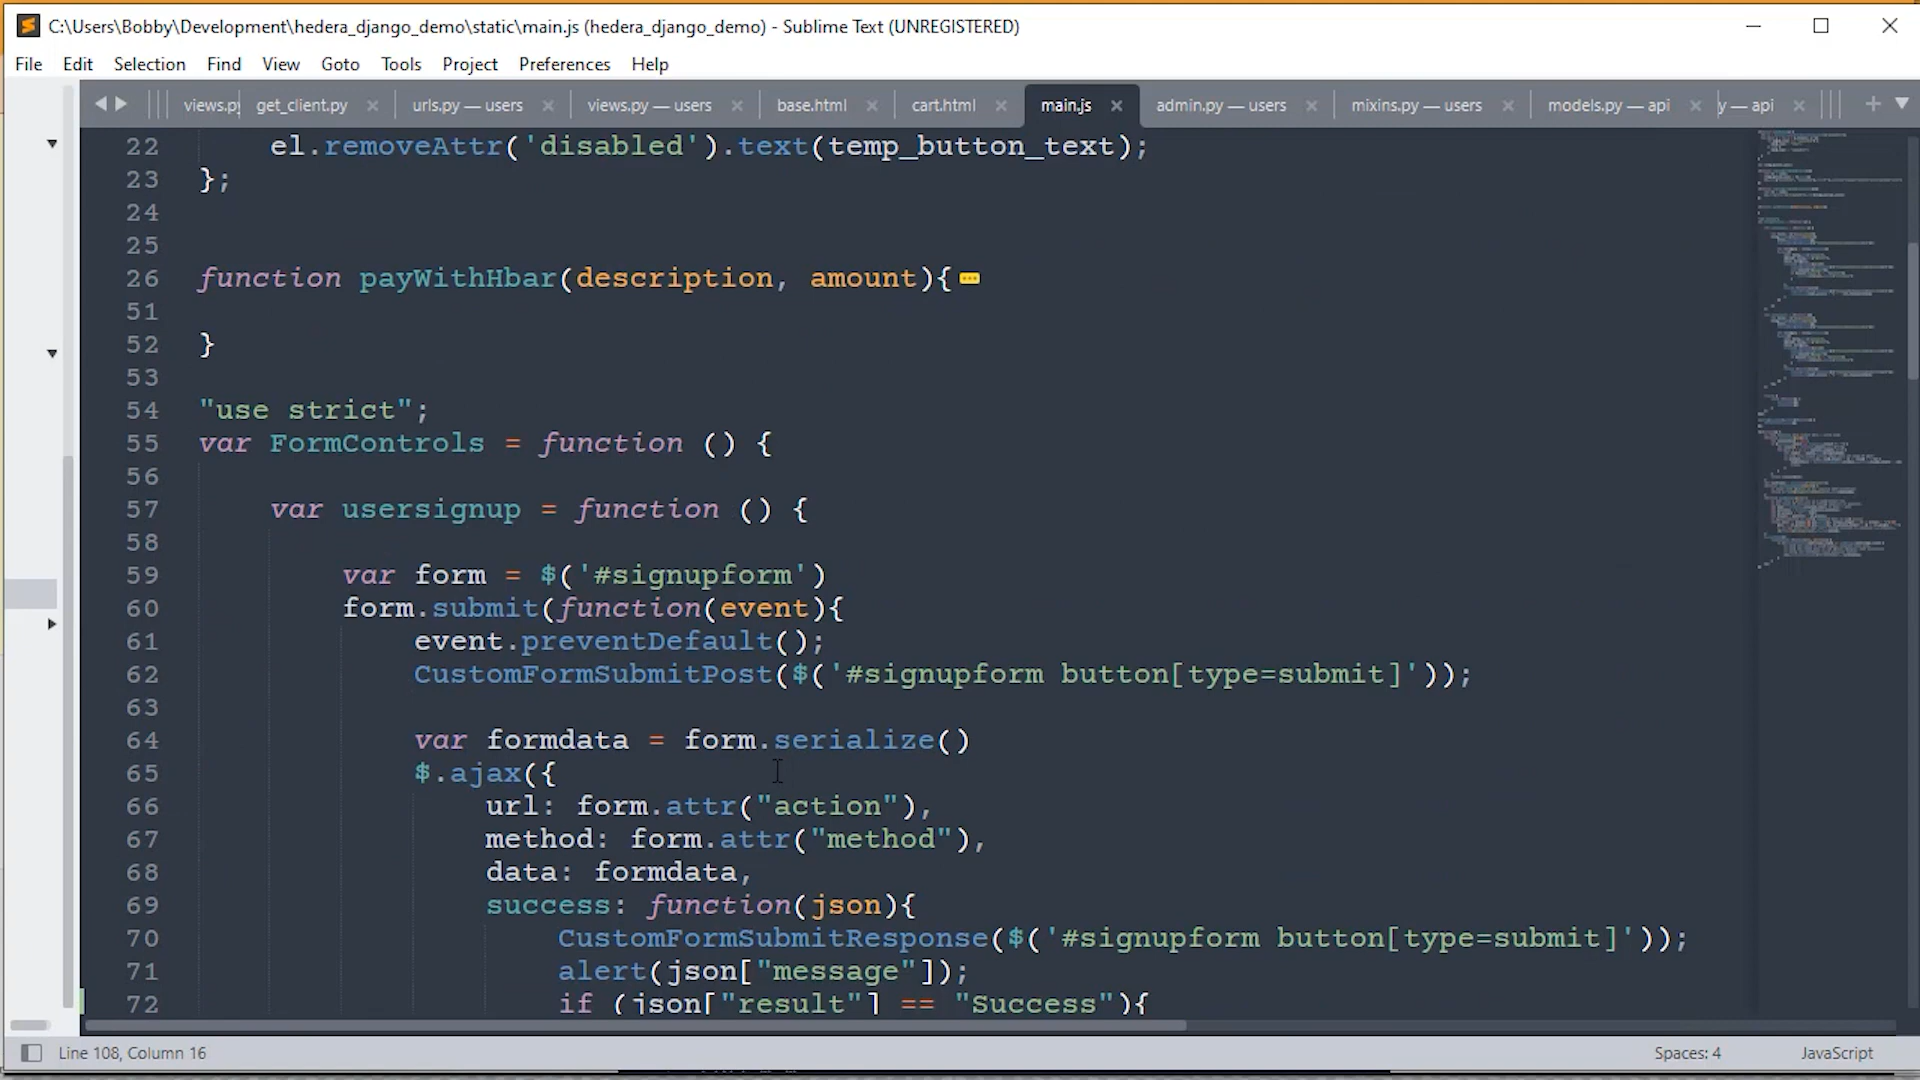 C:\Users\Bobby\Development\hedera_django_demo\static\main.js (hedera_django_demo) - Sublime Text (UNREGISTERED)
File Edit Selection Find View Goto Tools Project Preferences Help
views.py get_client.py urls.py — users views.py — users base.html cart.html main.js admin.py — users mixins.py — users models.py — api y — api
22 el.removeAttr('disabled').text(temp_button_text);
23 };
24
25
26 function payWithHbar(description, amount){
51
52 }
53
54 "use strict";
55 var FormControls = function () {
56
57 var usersignup = function () {
58
59 var form = $('#signupform')
60 form.submit(function(event){
61 event.preventDefault();
62 CustomFormSubmitPost($('#signupform button[type=submit]'));
63
64 var formdata = form.serialize()
65 $.ajax({
66 url: form.attr("action"),
67 method: form.attr("method"),
68 data: formdata,
69 success: function(json){
70 CustomFormSubmitResponse($('#signupform button[type=submit]'));
71 alert(json["message"]);
72 if (json["result"] == "Success"){
Line 108, Column 16 Spaces: 4 JavaScript